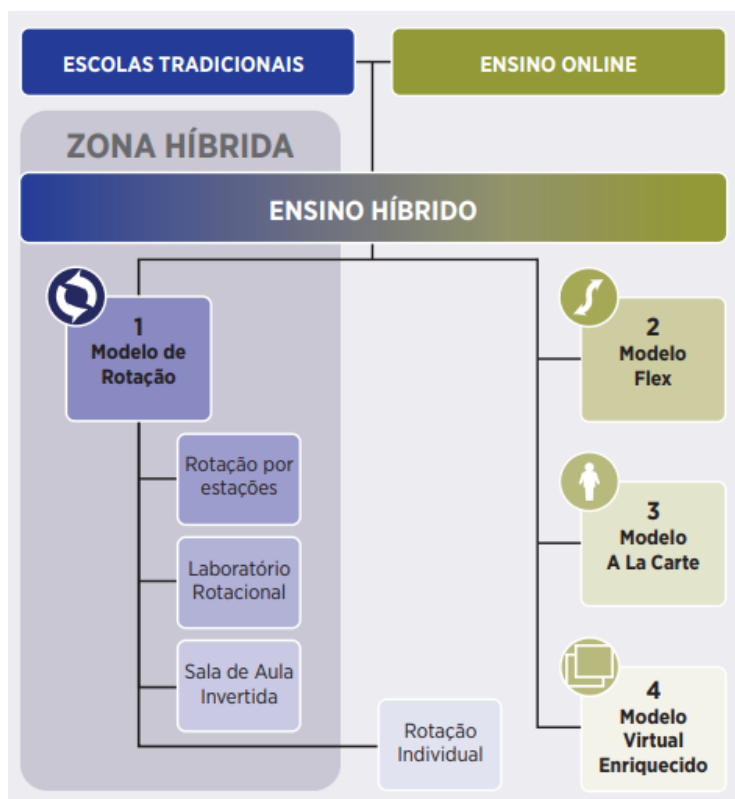 ESCOLAS TRADICIONAIS
ENSINO ONLINE
ZONA HÍBRIDA
ENSINO HÍBRIDO
1
Modelo de
Rotação
Rotação por
estações
Laboratório
Rotacional
Sala de Aula
Invertida
Rotação
Individual
2
Modelo
Flex
3
Modelo
A La Carte
4
Modelo
Virtual
Enriquecido